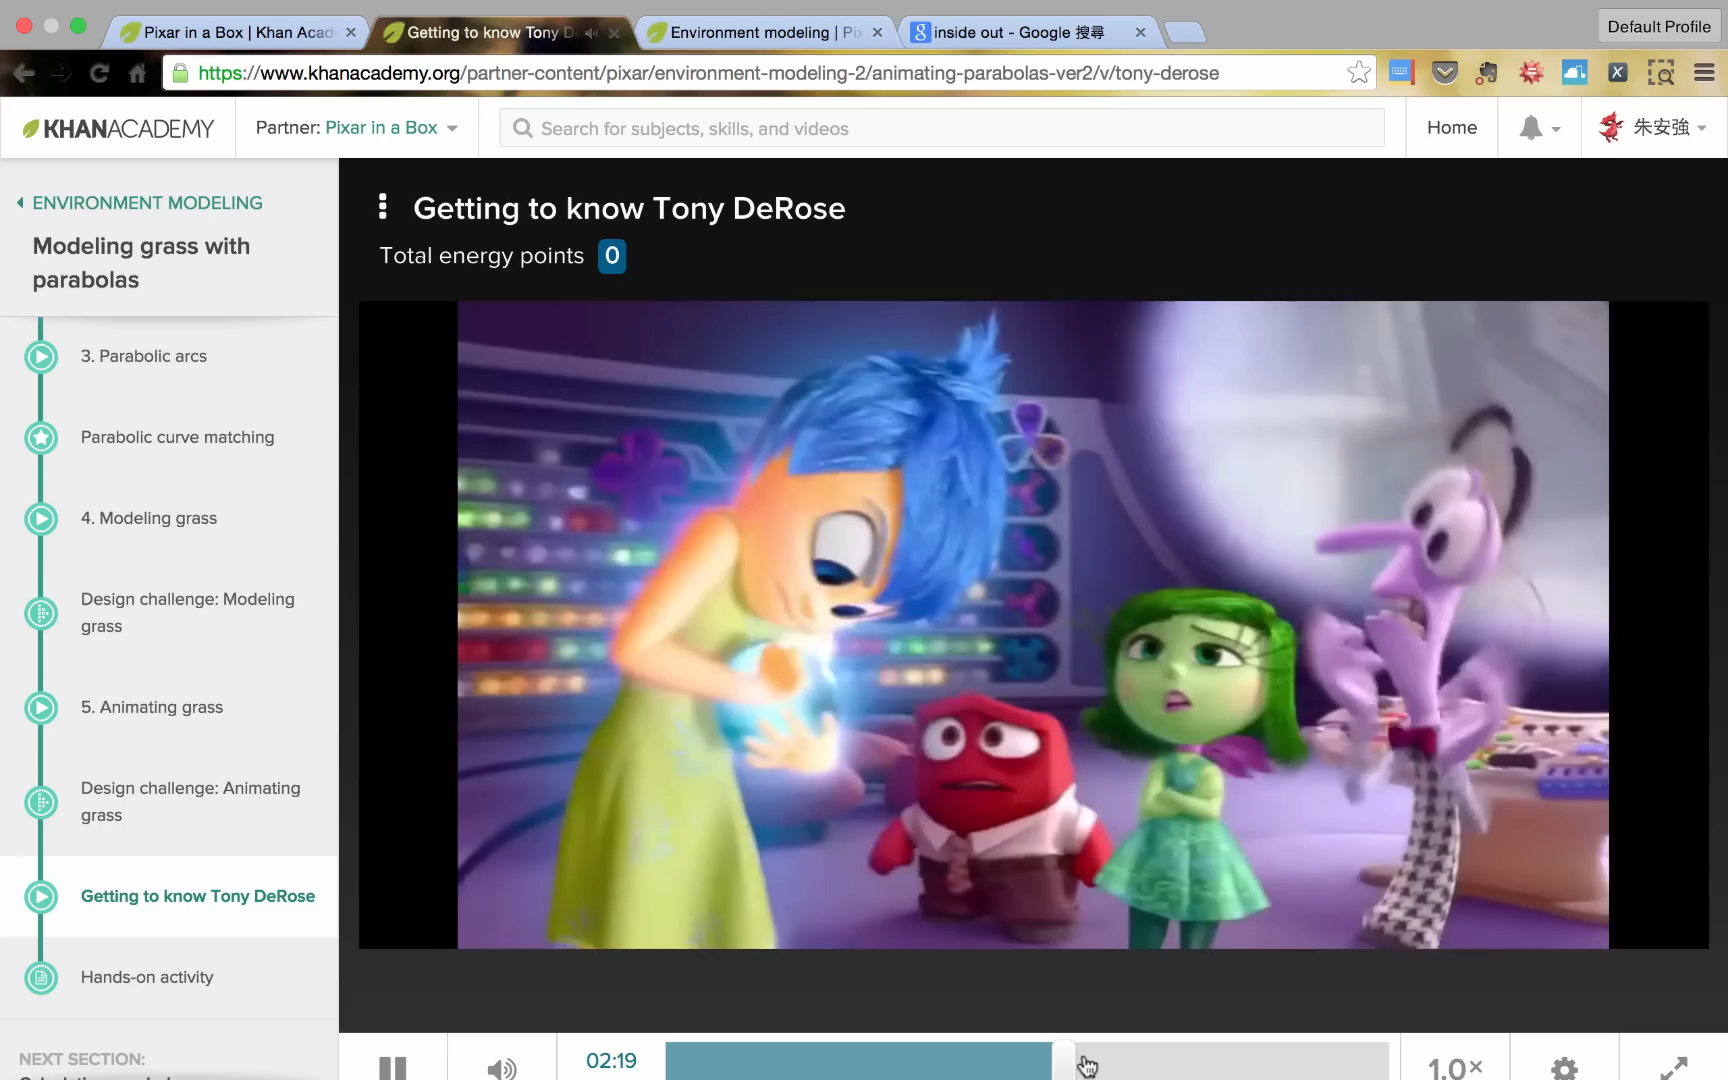 Pixar in a Box | Khan Acad
Getting to know Tony D
Environment modeling | Pix
inside out - Google 搜尋
Default Profile
https://www.khanacademy.org/partner-content/pixar/environment-modeling-2/animating-parabolas-ver2/v/tony-derose
KHANACADEMY
Partner: Pixar in a Box
Search for subjects, skills, and videos
Home
朱安強
ENVIRONMENT MODELING
Modeling grass with
parabolas
3. Parabolic arcs
Parabolic curve matching
4. Modeling grass
Design challenge: Modeling
grass
5. Animating grass
Design challenge: Animating
grass
Getting to know Tony DeRose
Hands-on activity
NEXT SECTION:
Getting to know Tony DeRose
Total energy points 0
02:19
1.0×